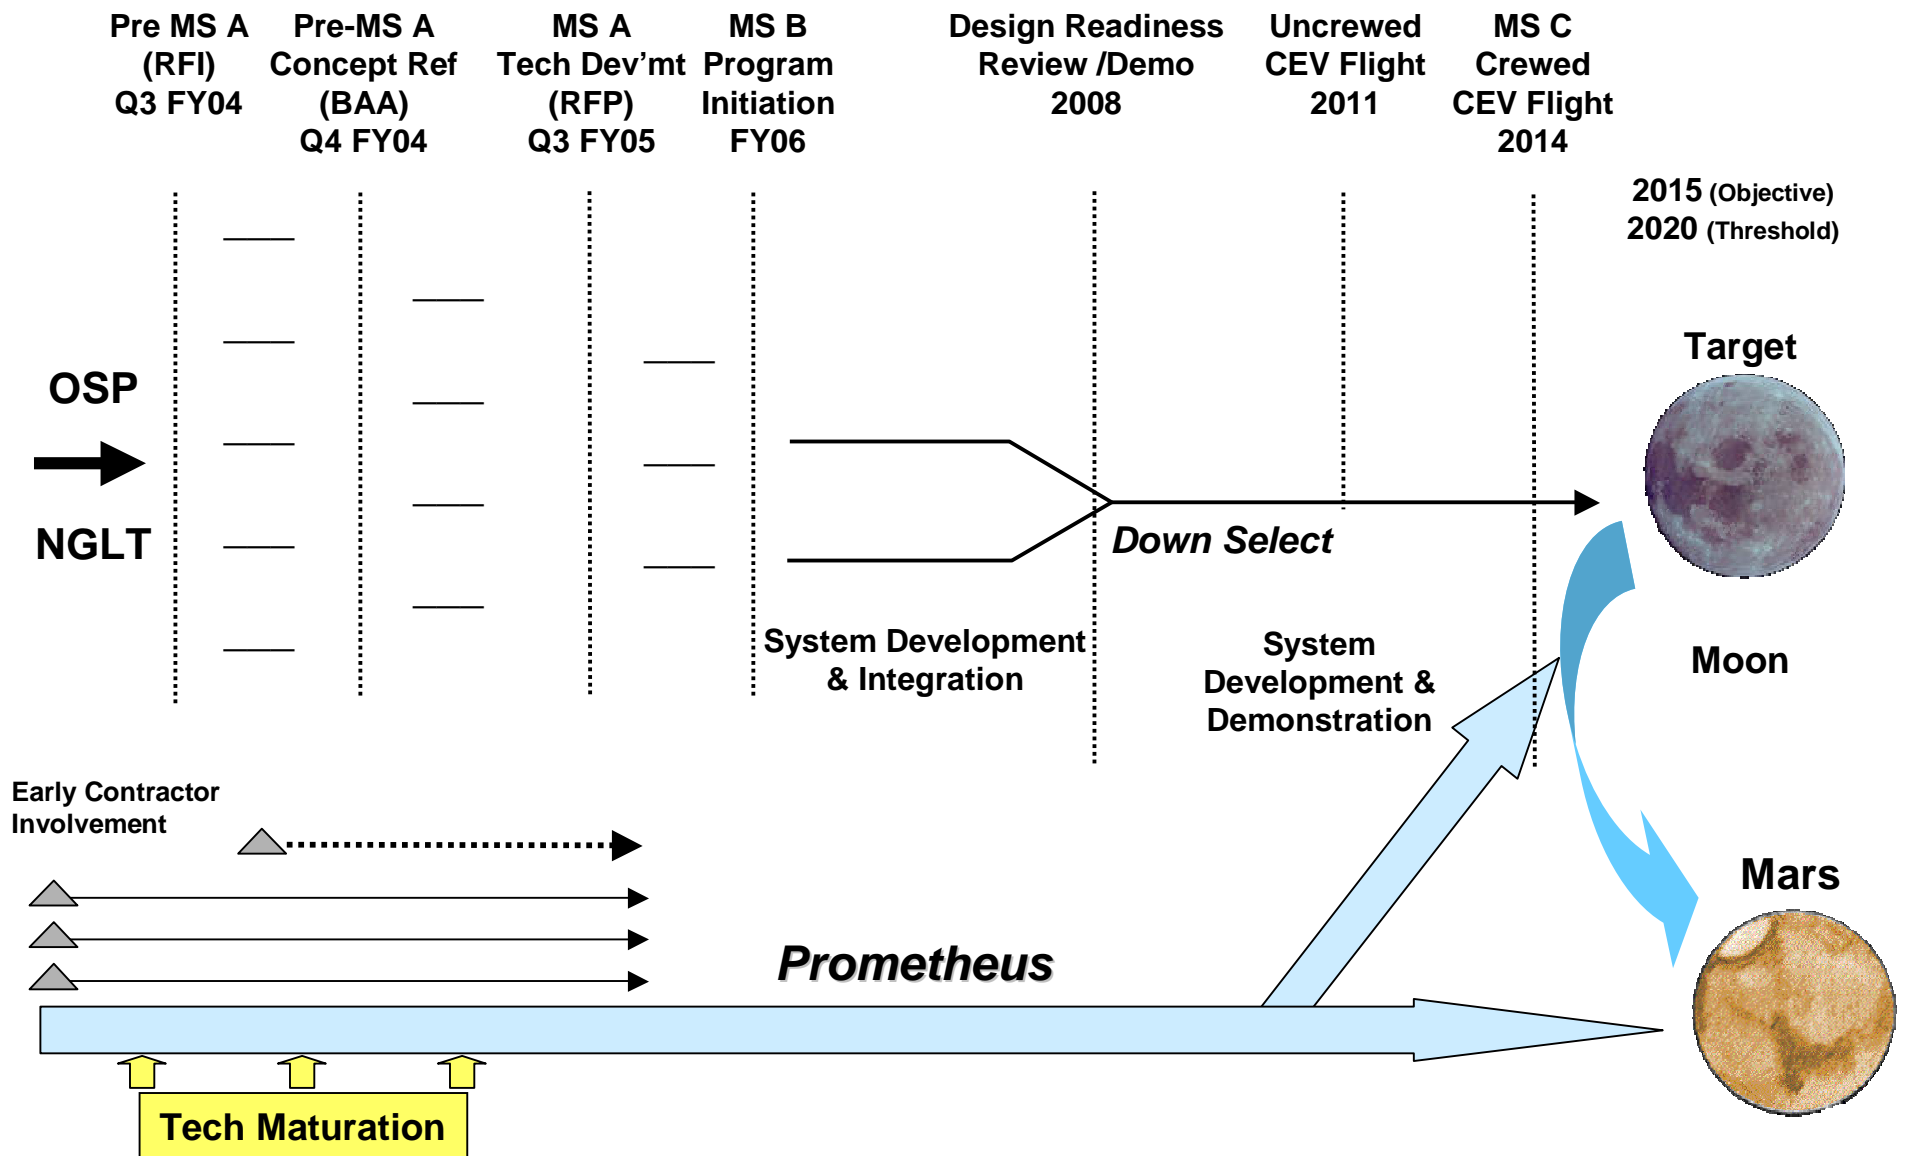 Pre MS A
(RFI)
Q3 FY04
Pre-MS A
Concept Ref
(BAA)
Q4 FY04
MS A
Tech Dev'mt
(RFP)
Q3 FY05
MS B
Program
Initiation
FY06
Design Readiness
Review /Demo
2008
Uncrewed
CEV Flight
2011
MS C
Crewed
CEV Flight
2014
2015 (Objective)
2020 (Threshold)
Target
OSP
NGLT
Down Select
System Development
& Integration
System
Development &
Demonstration
Moon
Early Contractor
Involvement
Mars
Prometheus
Tech Maturation